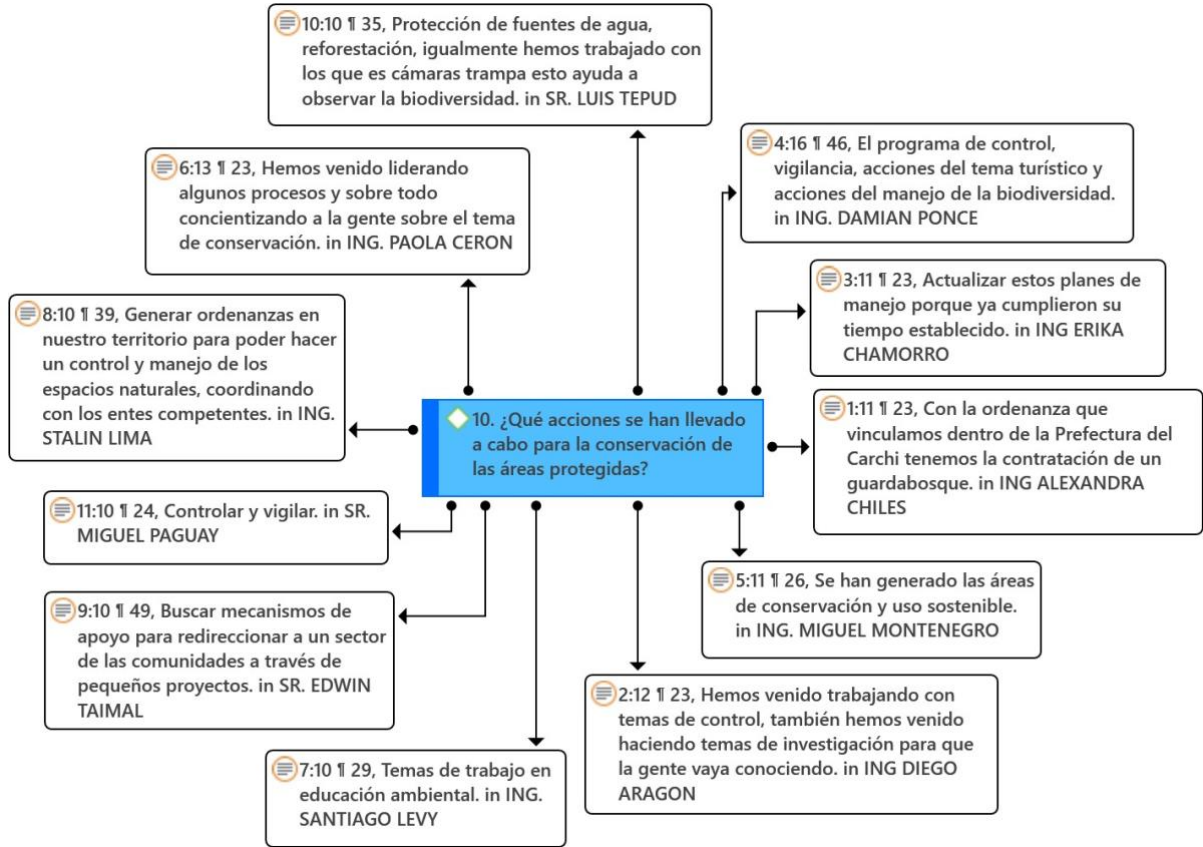 10:10 ¶ 35, Protección de fuentes de agua,
reforestación, igualmente hemos trabajado con
los que es cámaras trampa esto ayuda a
observar la biodiversidad. in SR. LUIS TEPUD
4:16 ¶ 46, El programa de control,
vigilancia, acciones del tema turístico y
acciones del manejo de la biodiversidad.
in ING. DAMIAN PONCE
6:13 ¶ 23, Hemos venido liderando
algunos procesos y sobre todo
concientizando a la gente sobre el tema
de conservación. in ING. PAOLA CERON
3:11 ¶ 23, Actualizar estos planes de
manejo porque ya cumplieron su
tiempo establecido. in ING ERIKA
CHAMORRO
8:10 ¶ 39, Generar ordenanzas en
nuestro territorio para poder hacer
un control y manejo de los
espacios naturales, coordinando
con los entes competentes. in ING.
STALIN LIMA
10. ¿Qué acciones se han llevado
a cabo para la conservación de
las áreas protegidas?
1:11 ¶ 23, Con la ordenanza que
vinculamos dentro de la Prefectura del
Carchi tenemos la contratación de un
guardabosque. in ING ALEXANDRA
CHILES
11:10 ¶ 24, Controlar y vigilar. in SR.
MIGUEL PAGUAY
5:11 ¶ 26, Se han generado las áreas
de conservación y uso sostenible.
in ING. MIGUEL MONTENEGRO
9:10 ¶ 49, Buscar mecanismos de
apoyo para redireccionar a un sector
de las comunidades a través de
pequeños proyectos. in SR. EDWIN
TAIMAL
2:12 ¶ 23, Hemos venido trabajando con
temas de control, también hemos venido
haciendo temas de investigación para que
la gente vaya conociendo. in ING DIEGO
ARAGON
7:10 ¶ 29, Temas de trabajo en
educación ambiental. in ING.
SANTIAGO LEVY